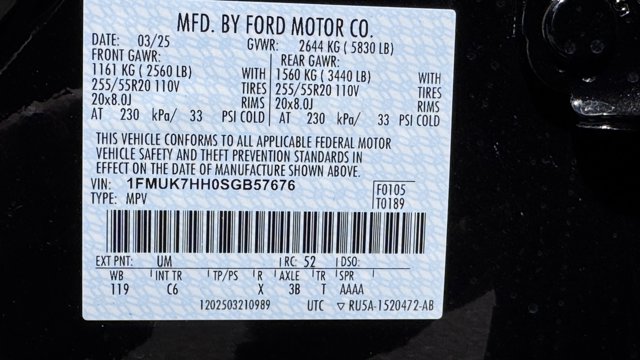 MFD. BY FORD MOTOR CO.
DATE: 03/25 GVWR: 2644 KG ( 5830 LB)
FRONT GAWR: REAR GAWR:
1161 KG ( 2560 LB) WITH 1560 KG ( 3440 LB) WITH
255/55R20 110V TIRES 255/55R20 110V TIRES
20x8.0J RIMS 20x8.0J RIMS
AT 230 kPa/ 33 PSI COLD AT 230 kPa/ 33 PSI COLD
THIS VEHICLE CONFORMS TO ALL APPLICABLE FEDERAL MOTOR
VEHICLE SAFETY AND THEFT PREVENTION STANDARDS IN
EFFECT ON THE DATE OF MANUFACTURE SHOWN ABOVE.
VIN: 1FMUK7HH0SGB57676 F0105
TYPE: MPV T0189
EXT PNT: UM RC: 52 DSO:
WB INT TR TP/PS R AXLE TR SPR
119 C6 X 3B T AAAA
1202503210989 UTC ▽ RU5A-1520472-AB